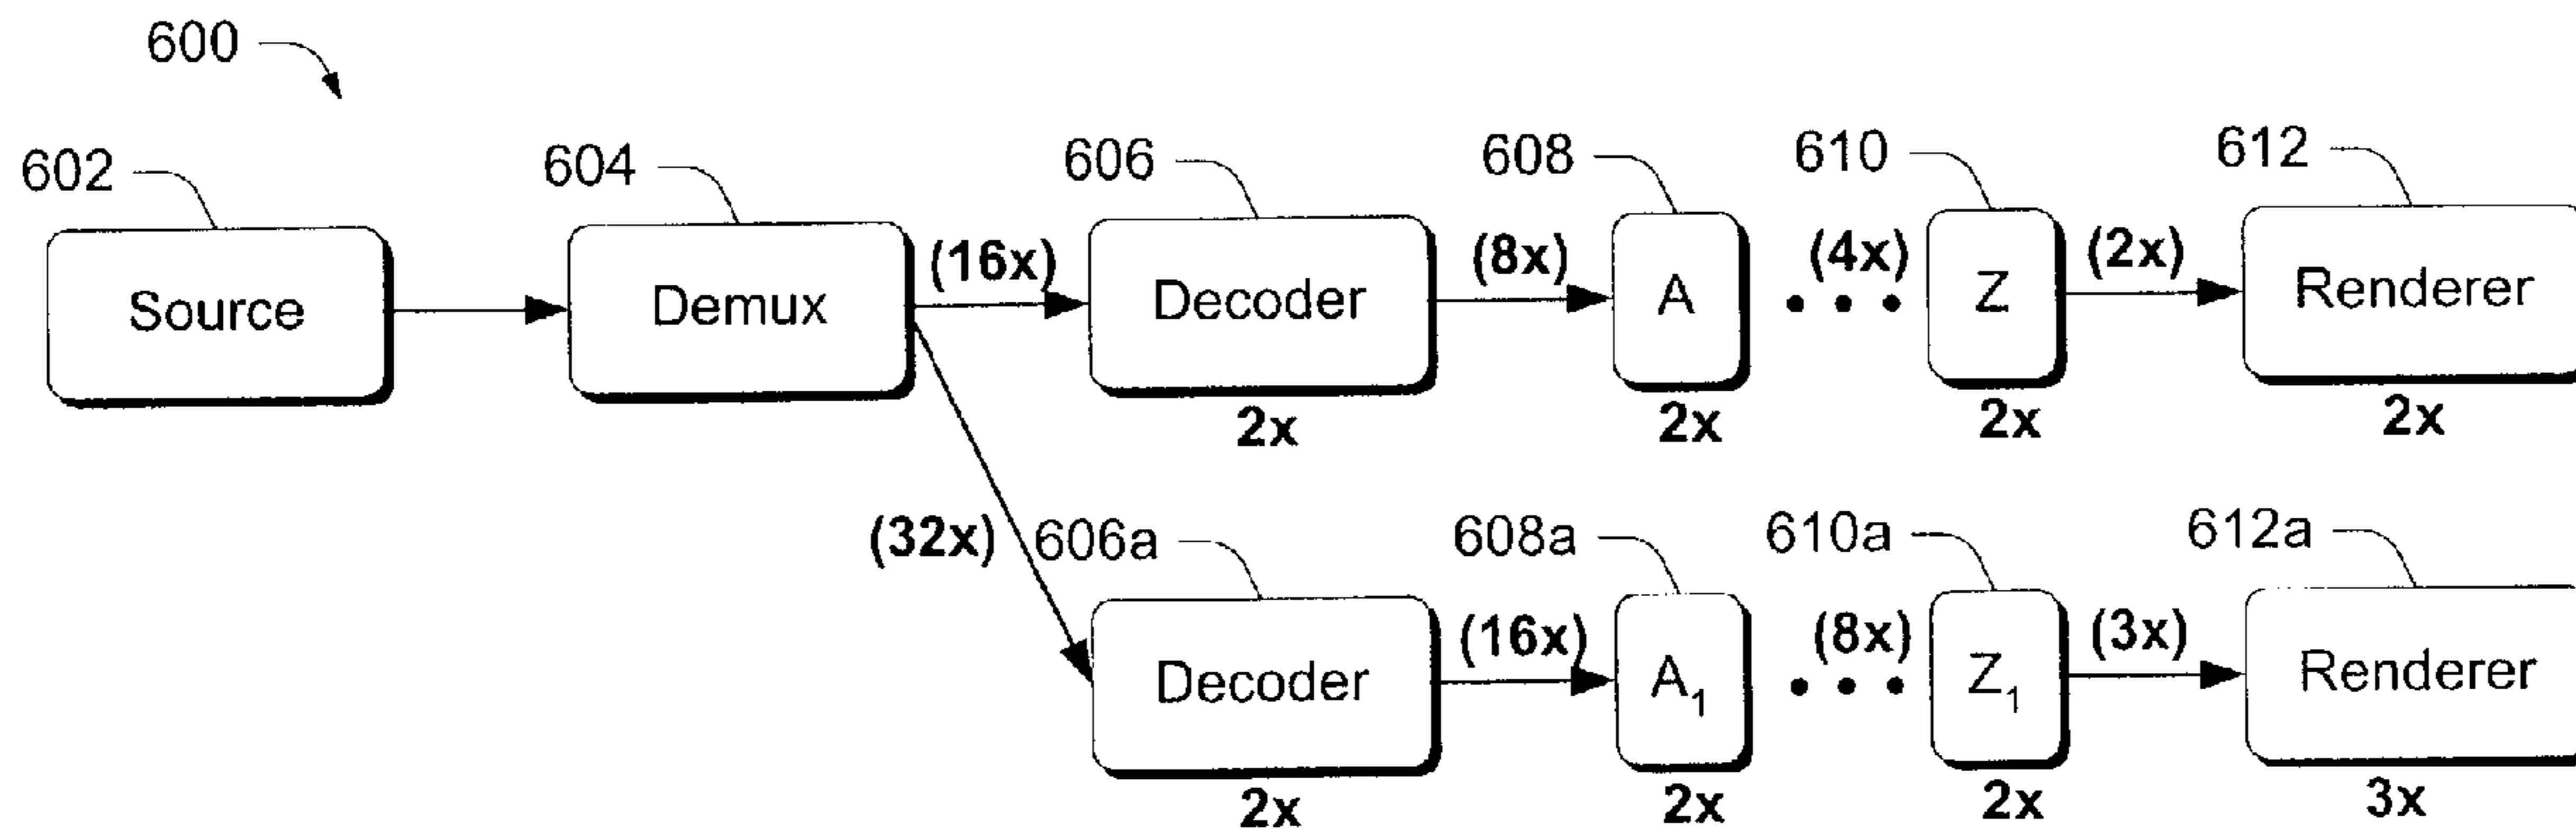 600
602 604 606 608 610 612
Source Demux (16x) Decoder (8x) A • • • (4x) Z (2x) Renderer
2x 2x 2x 2x
(32x) 606a 608a 610a 612a
Decoder (16x) A₁ • • • (8x) Z₁ (3x) Renderer
2x 2x 2x 3x